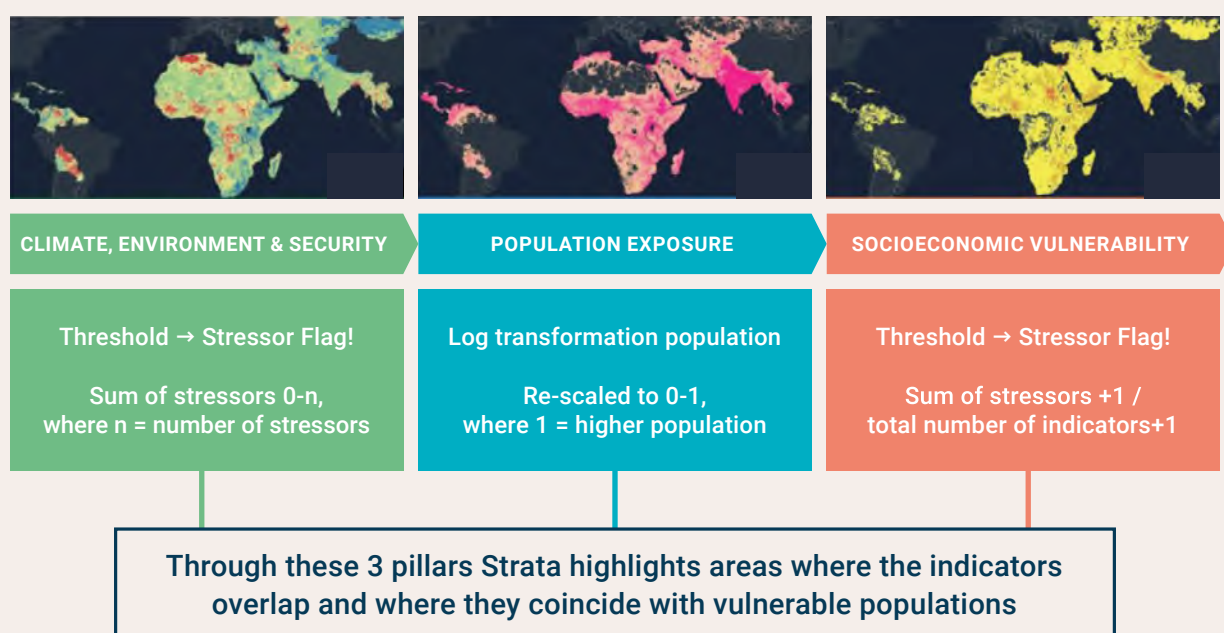 CLIMATE, ENVIRONMENT & SECURITY
Threshold → Stressor Flag!
Sum of stressors 0-n,
where n = number of stressors
POPULATION EXPOSURE
Log transformation population
Re-scaled to 0-1,
where 1 = higher population
SOCIOECONOMIC VULNERABILITY
Threshold → Stressor Flag!
Sum of stressors +1 /
total number of indicators+1
Through these 3 pillars Strata highlights areas where the indicators
overlap and where they coincide with vulnerable populations